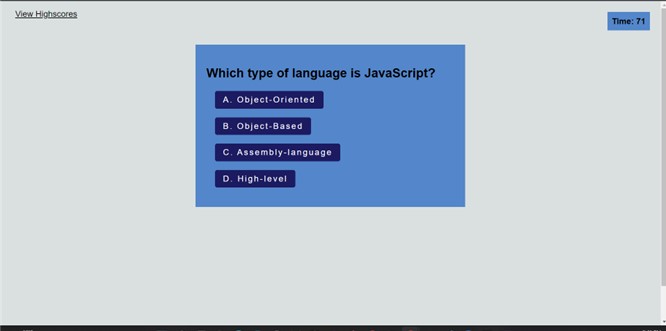 View Highscores
Time: 71
Which type of language is JavaScript?
A. Object-Oriented
B. Object-Based
C. Assembly-language
D. High-level